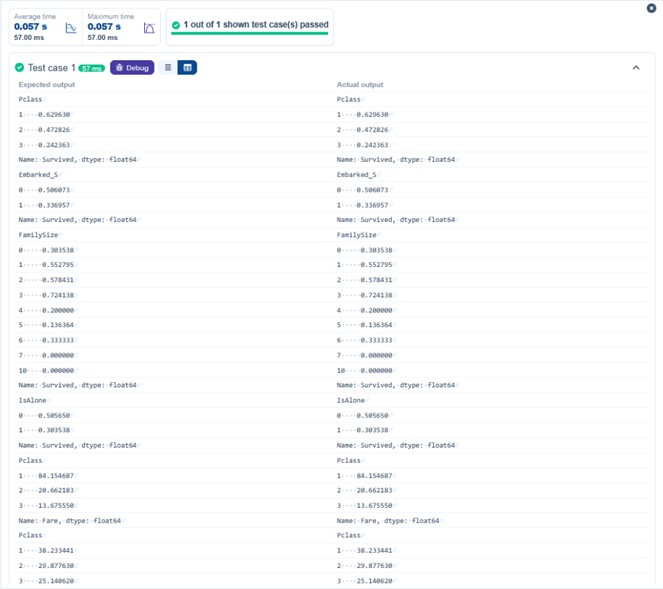 Average time
0.057 s
57.00 ms
Maximum time
0.057 s
57.00 ms
1 out of 1 shown test case(s) passed
Test case 1 57 ms Debug
Expected output Actual output
Pclass Pclass
1····0.629630 1····0.629630
2····0.472826 2····0.472826
3····0.242363 3····0.242363
Name:·Survived,·dtype:·float64 Name:·Survived,·dtype:·float64
Embarked_S Embarked_S
0····0.506073 0····0.506073
1····0.336957 1····0.336957
Name:·Survived,·dtype:·float64 Name:·Survived,·dtype:·float64
FamilySize FamilySize
0·····0.303538 0·····0.303538
1·····0.552795 1·····0.552795
2·····0.578431 2·····0.578431
3·····0.724138 3·····0.724138
4·····0.200000 4·····0.200000
5·····0.136364 5·····0.136364
6·····0.333333 6·····0.333333
7·····0.000000 7·····0.000000
10····0.000000 10····0.000000
Name:·Survived,·dtype:·float64 Name:·Survived,·dtype:·float64
IsAlone IsAlone
0····0.505650 0····0.505650
1····0.303538 1····0.303538
Name:·Survived,·dtype:·float64 Name:·Survived,·dtype:·float64
Pclass Pclass
1····84.154687 1····84.154687
2····20.662183 2····20.662183
3····13.675550 3····13.675550
Name:·Fare,·dtype:·float64 Name:·Fare,·dtype:·float64
Pclass Pclass
1····38.233441 1····38.233441
2····29.877630 2····29.877630
3····25.140620 3····25.140620